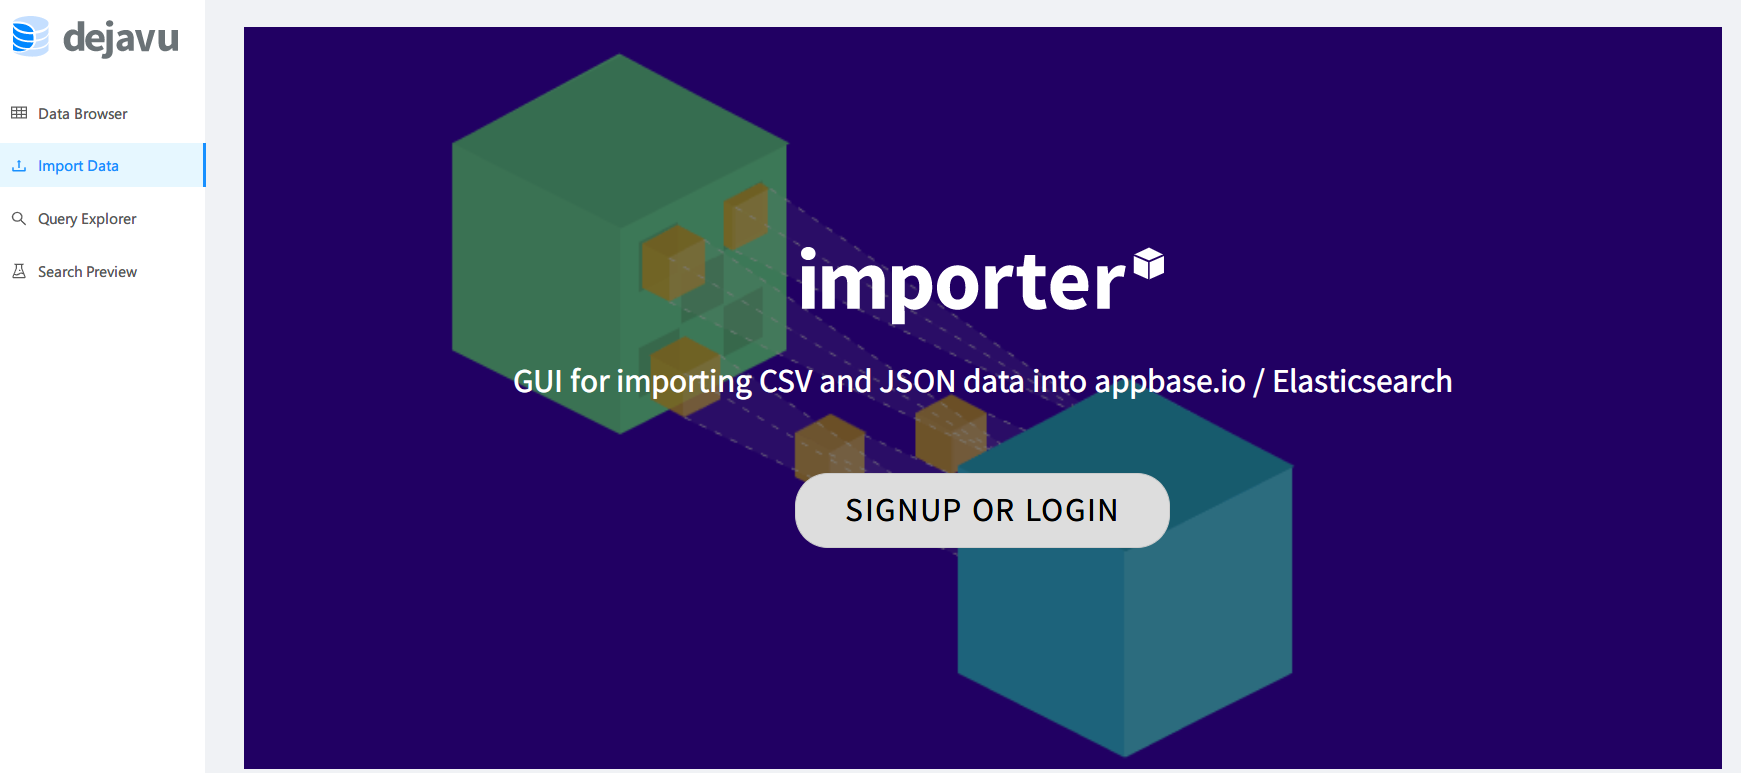 dejavu
Data Browser
Import Data
Query Explorer
Search Preview
importer
GUI for importing CSV and JSON data into appbase.io / Elasticsearch
SIGNUP OR LOGIN